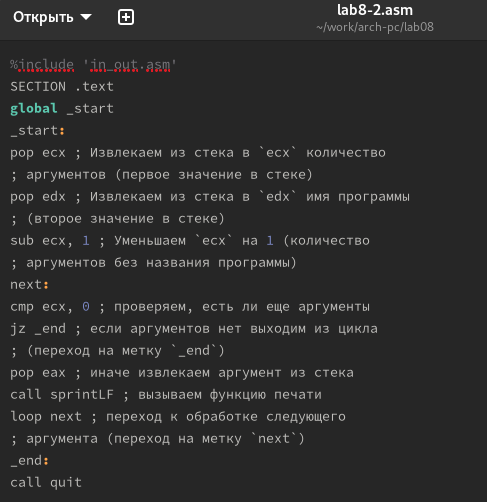 Открыть
lab8-2.asm
~/work/arch-pc/lab08
%include 'in_out.asm'
SECTION .text
global _start
_start:
pop ecx ; Извлекаем из стека в `ecx` количество
; аргументов (первое значение в стеке)
pop edx ; Извлекаем из стека в `edx` имя программы
; (второе значение в стеке)
sub ecx, 1 ; Уменьшаем `ecx` на 1 (количество
; аргументов без названия программы)
next:
cmp ecx, 0 ; проверяем, есть ли еще аргументы
jz _end ; если аргументов нет выходим из цикла
; (переход на метку `_end`)
pop eax ; иначе извлекаем аргумент из стека
call sprintLF ; вызываем функцию печати
loop next ; переход к обработке следующего
; аргумента (переход на метку `next`)
_end:
call quit